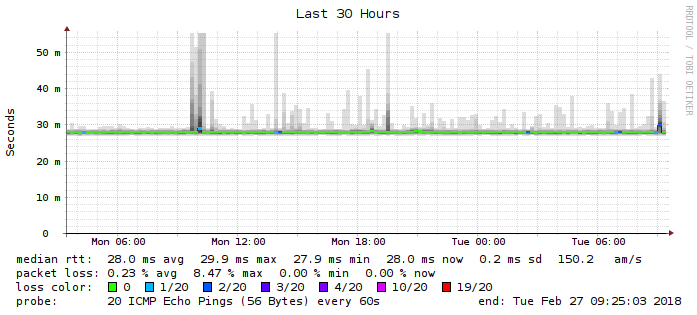 Last 30 Hours
RRDTOOL / TOBI OETIKER
Seconds
50 m
40 m
30 m
20 m
10 m
0
Mon 06:00 Mon 12:00 Mon 18:00 Tue 00:00 Tue 06:00
median rtt: 28.0 ms avg 29.9 ms max 27.9 ms min 28.0 ms now 0.2 ms sd 150.2 am/s
packet loss: 0.23 % avg 8.47 % max 0.00 % min 0.00 % now
loss color: 0 1/20 2/20 3/20 4/20 10/20 19/20
probe: 20 ICMP Echo Pings (56 Bytes) every 60s end: Tue Feb 27 09:25:03 2018